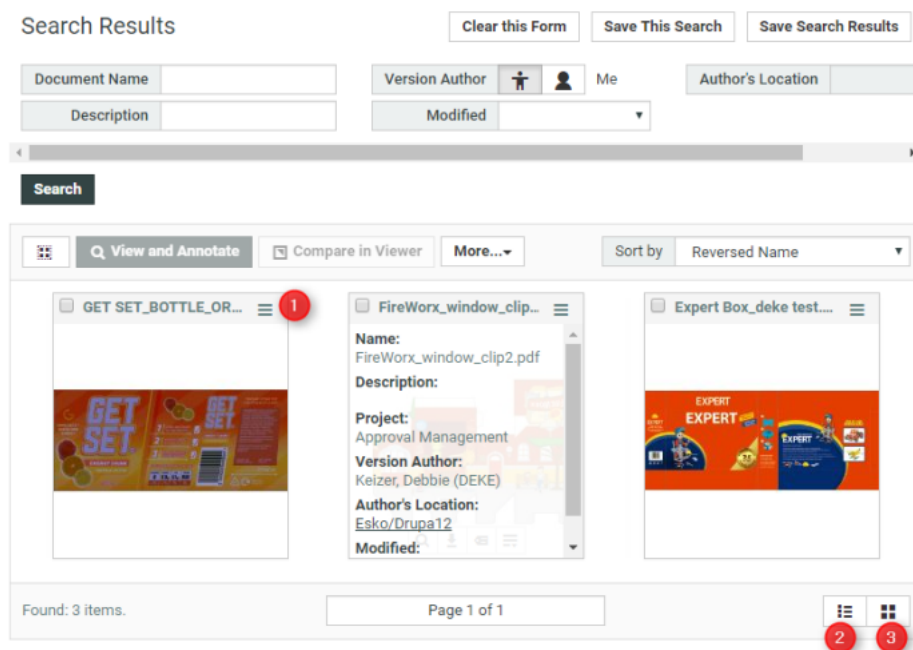 Search Results
Clear this Form
Save This Search
Save Search Results
Document Name
Version Author
Me
Author's Location
Description
Modified
Search
View and Annotate
Compare in Viewer
More...
Sort by
Reversed Name
GET SET_BOTTLE_OR...
1
FireWorx_window_clip...
Expert Box_deke test....
Name:
FireWorx_window_clip2.pdf
Description:
Project:
Approval Management
Version Author:
Keizer, Debbie (DEKE)
Author's Location:
Esko/Drupa12
Modified:
GET
SET
GET
SET
EXPERT
EXPERT
EXPERT
Found: 3 items.
Page 1 of 1
2
3